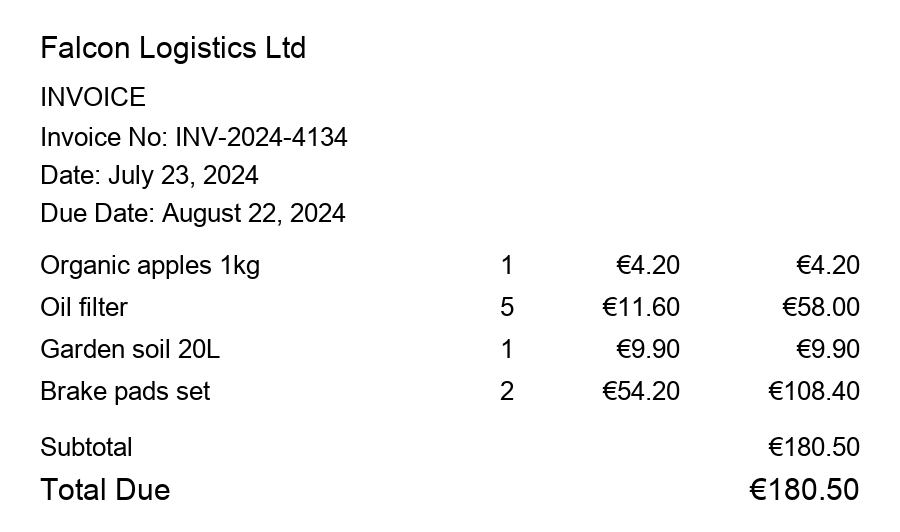 Falcon Logistics Ltd
INVOICE
Invoice No: INV-2024-4134
Date: July 23, 2024
Due Date: August 22, 2024
Organic apples 1kg 1 €4.20 €4.20
Oil filter 5 €11.60 €58.00
Garden soil 20L 1 €9.90 €9.90
Brake pads set 2 €54.20 €108.40
Subtotal €180.50
Total Due €180.50